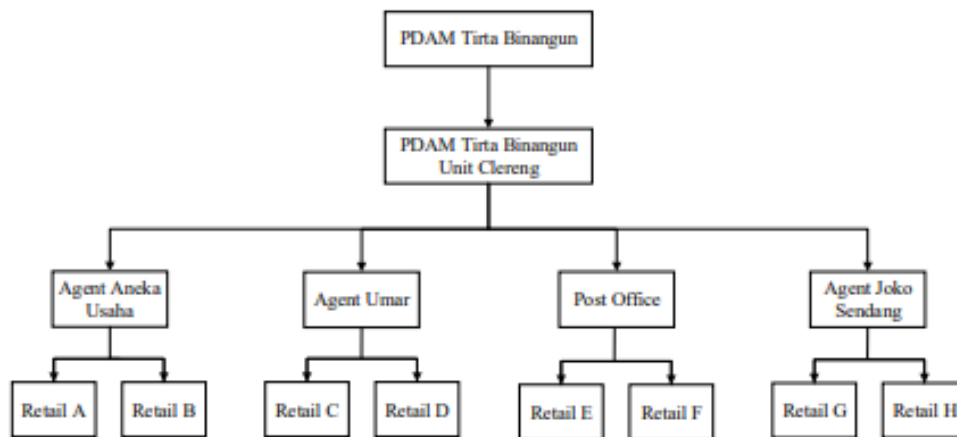 PDAM Tirta Binangun
PDAM Tirta Binangun
Unit Clereng
Agent Aneka
Usaha
Agent Umar
Post Office
Agent Joko
Sendang
Retail A
Retail B
Retail C
Retail D
Retail E
Retail F
Retail G
Retail H